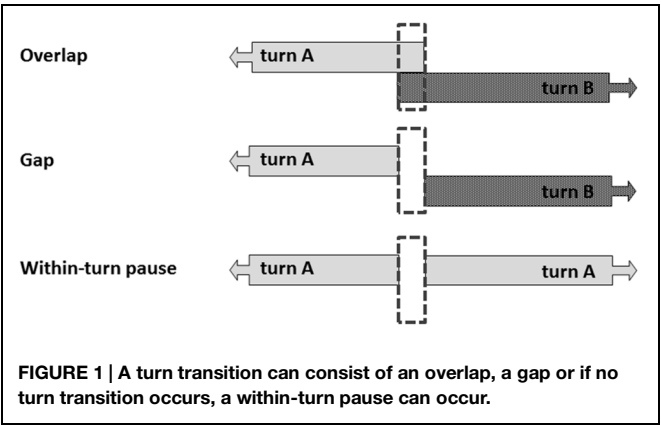 Overlap
turn A
turn B
Gap
turn A
turn B
Within-turn pause
turn A
turn A
FIGURE 1 | A turn transition can consist of an overlap, a gap or if no
turn transition occurs, a within-turn pause can occur.